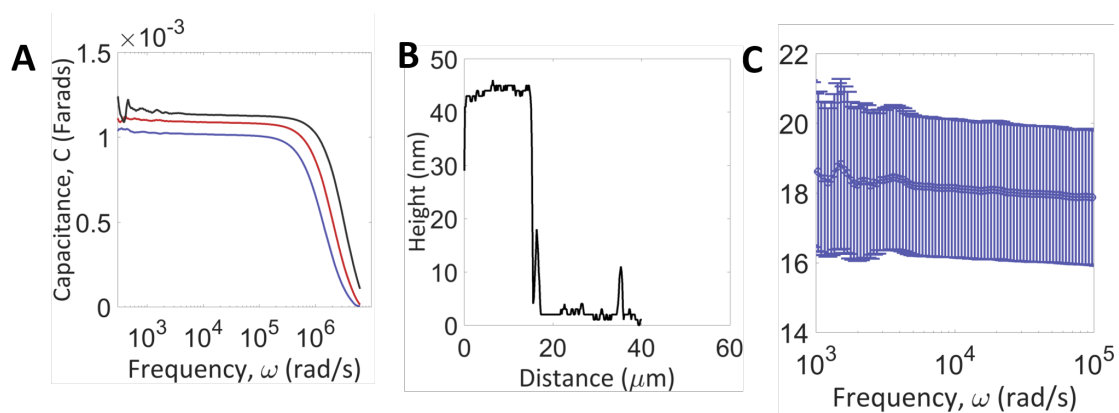 A
×10⁻³
1.5
1
0.5
0
Capacitance, C (Farads)
10³ 10⁴ 10⁵ 10⁶
Frequency, ω (rad/s)
B
50
40
30
20
10
0
Height (nm)
0 20 40 60
Distance (μm)
C
22
20
18
16
14
10³ 10⁴ 10⁵
Frequency, ω (rad/s)